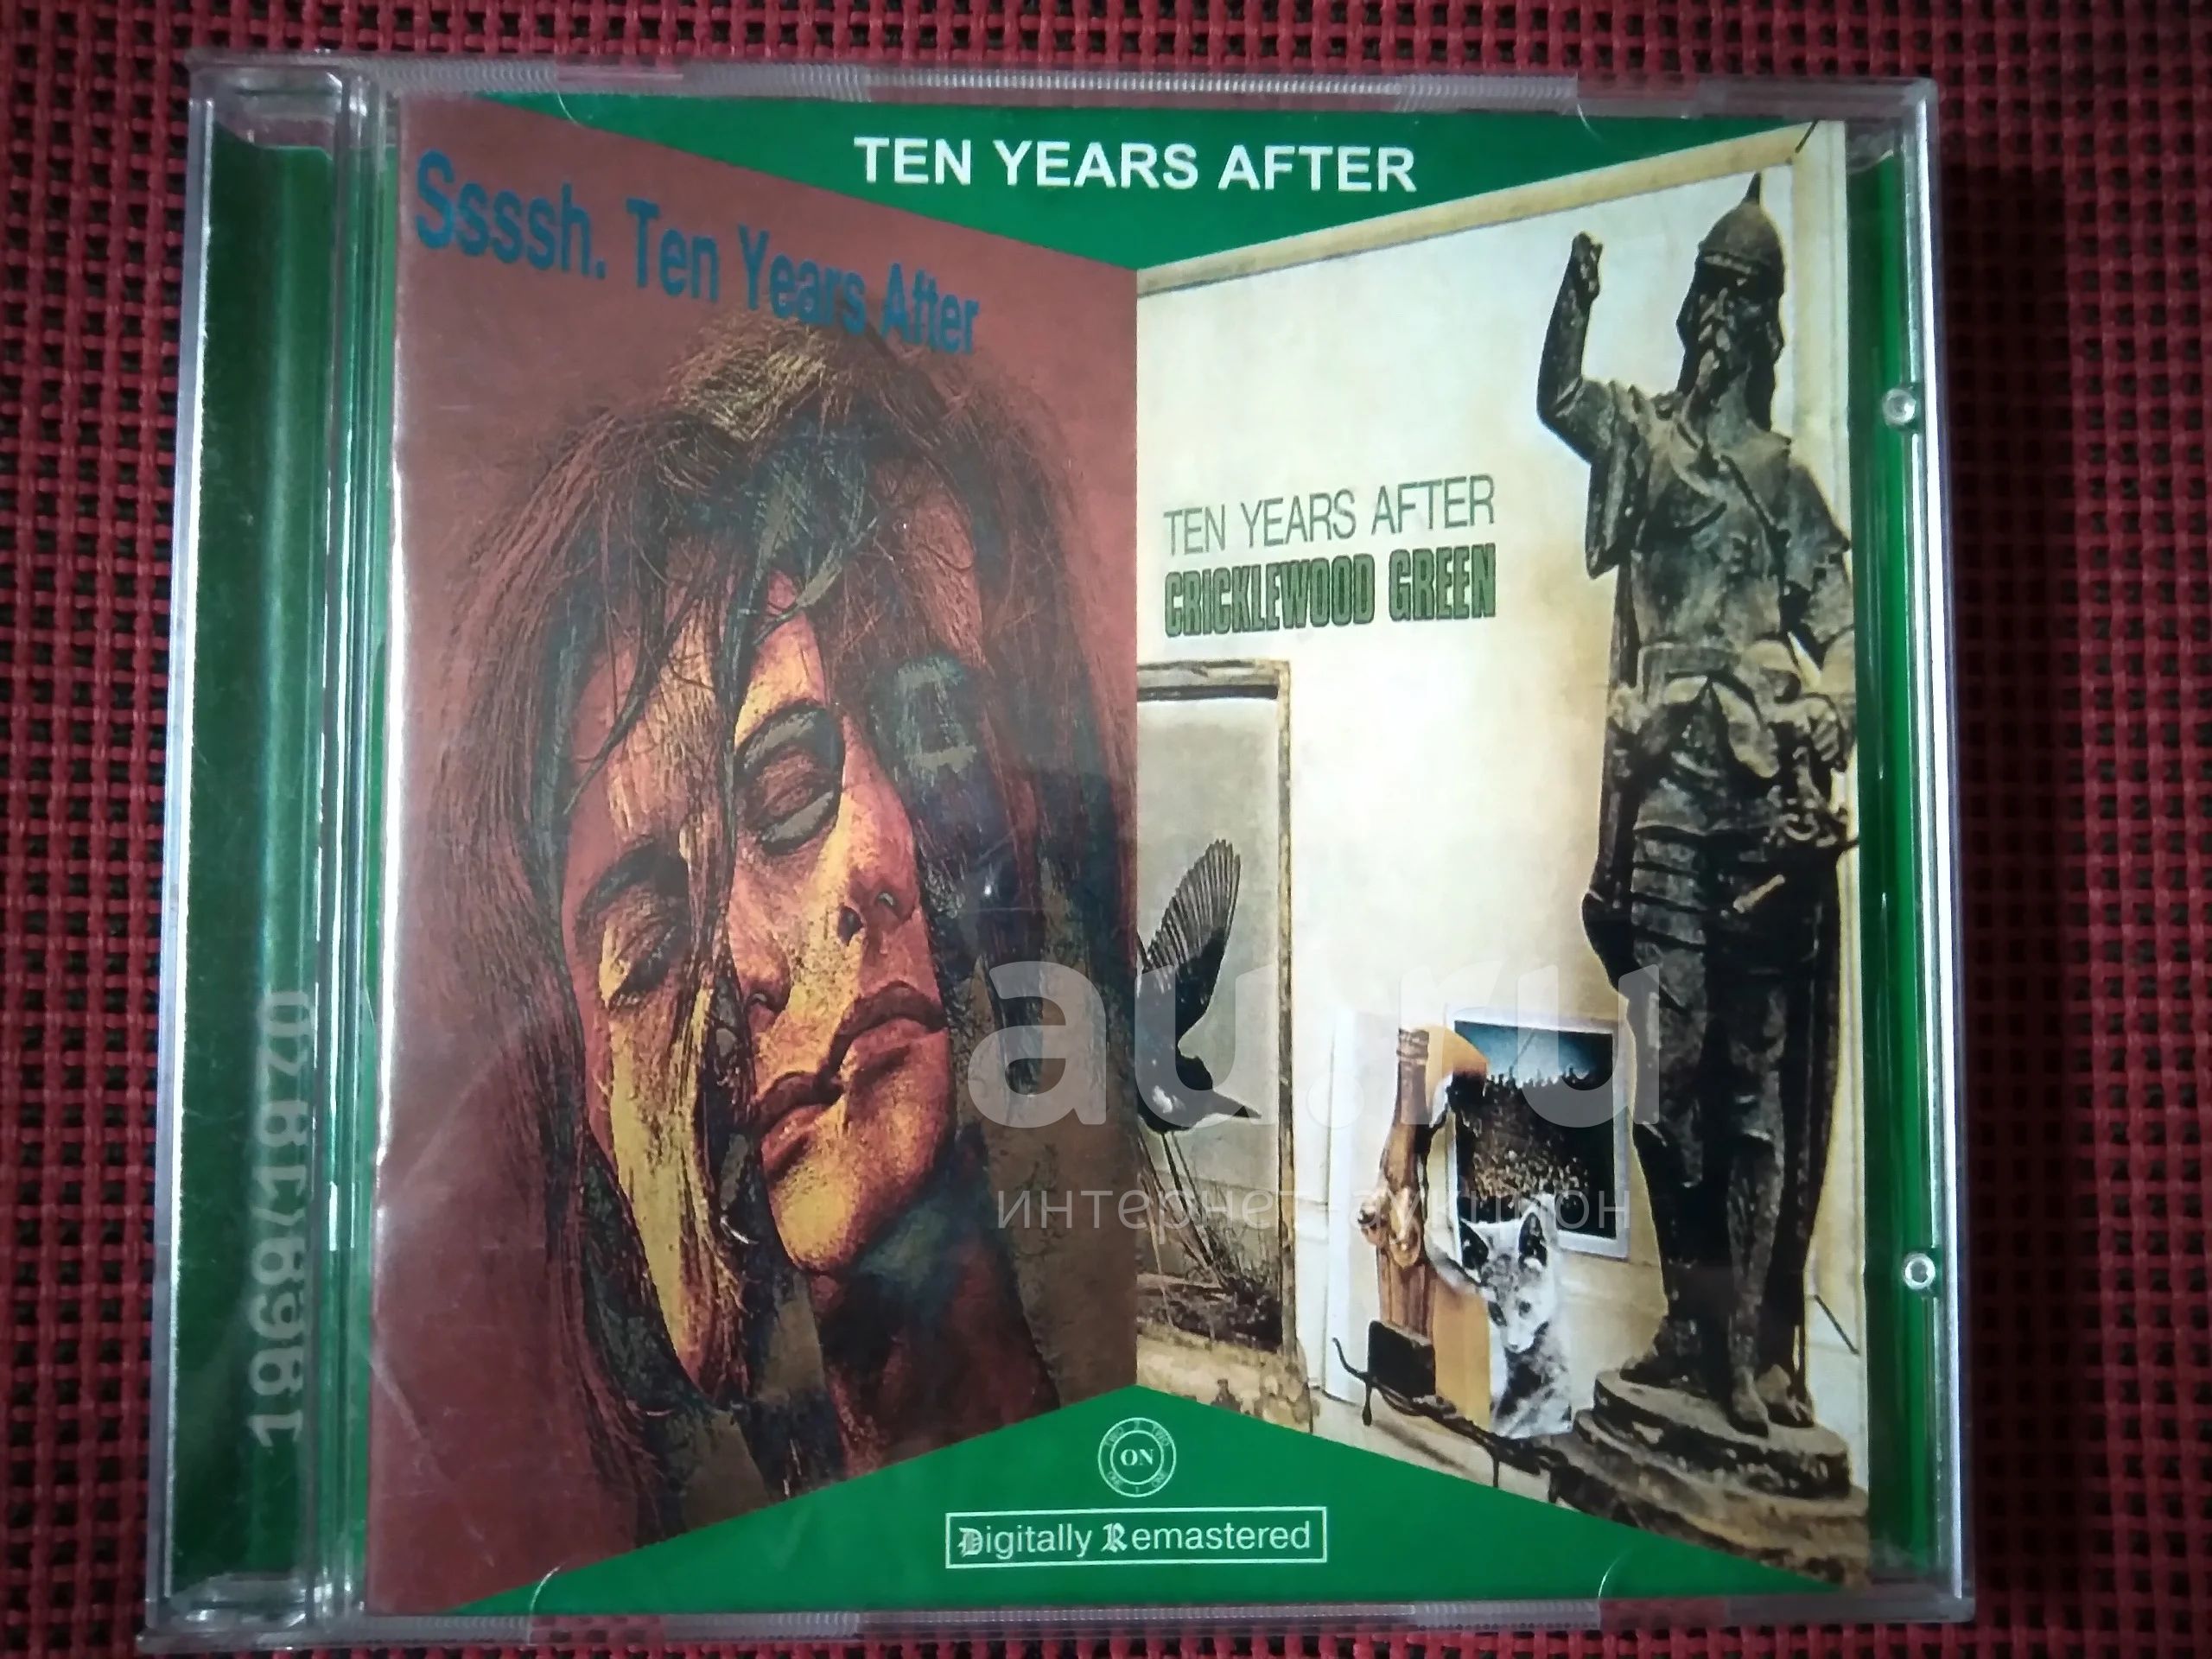 TEN YEARS AFTER
Ssssh. Ten Years After
TEN YEARS AFTER
CRICKLEWOOD GREEN
1969/1970
au.ru
интернет-аукцион
ON
Digitally Remastered